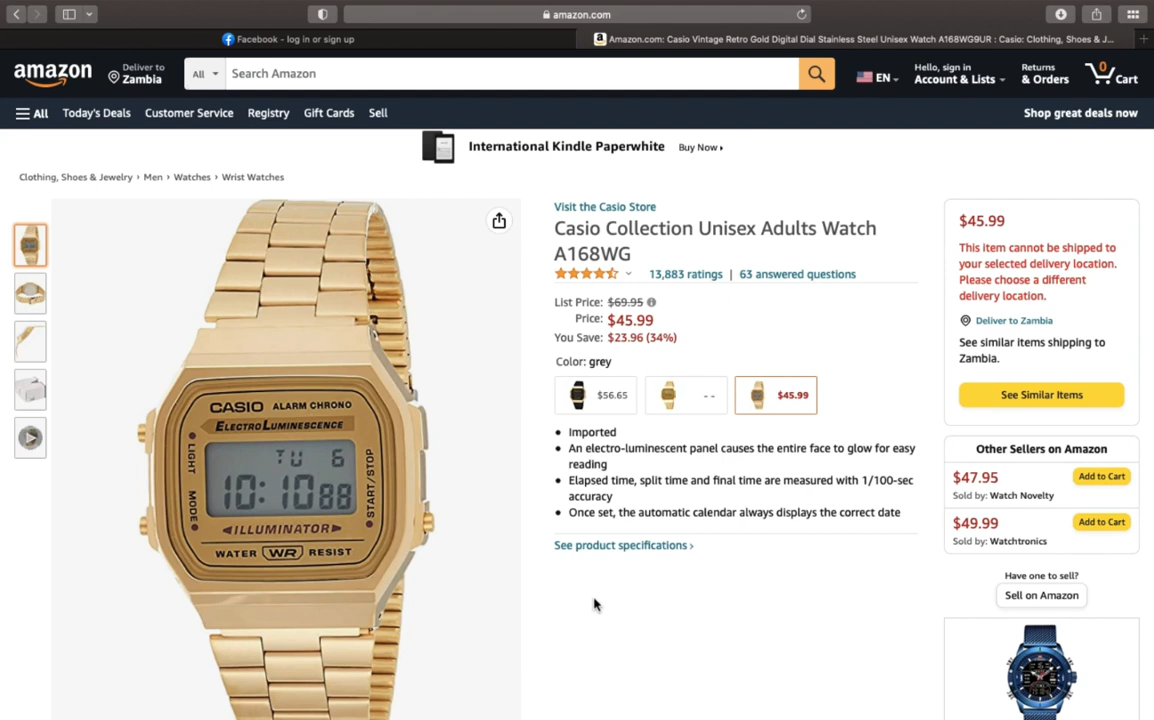 amazon.com
Facebook - log in or sign up
Amazon.com: Casio Vintage Retro Gold Digital Dial Stainless Steel Unisex Watch A168WG9UR : Casio: Clothing, Shoes & J...
amazon
Deliver to
Zambia
All
Search Amazon
EN
Hello, sign in
Account & Lists
Returns
& Orders
0
Cart
All
Today's Deals
Customer Service
Registry
Gift Cards
Sell
Shop great deals now
International Kindle Paperwhite
Buy Now
Clothing, Shoes & Jewelry › Men › Watches › Wrist Watches
CASIO ALARM CHRONO
ELECTROLUMINESCENCE
LIGHT
MODE
TU 6
10:10 88
START/STOP
ILLUMINATOR
WATER WR RESIST
Visit the Casio Store
Casio Collection Unisex Adults Watch
A168WG
13,883 ratings | 63 answered questions
List Price: $69.95
Price: $45.99
You Save: $23.96 (34%)
Color: grey
$56.65
- -
$45.99
• Imported
• An electro-luminescent panel causes the entire face to glow for easy
reading
• Elapsed time, split time and final time are measured with 1/100-sec
accuracy
• Once set, the automatic calendar always displays the correct date
See product specifications ›
$45.99
This item cannot be shipped to
your selected delivery location.
Please choose a different
delivery location.
Deliver to Zambia
See similar items shipping to
Zambia.
See Similar Items
Other Sellers on Amazon
$47.95
Add to Cart
Sold by: Watch Novelty
$49.99
Add to Cart
Sold by: Watchtronics
Have one to sell?
Sell on Amazon